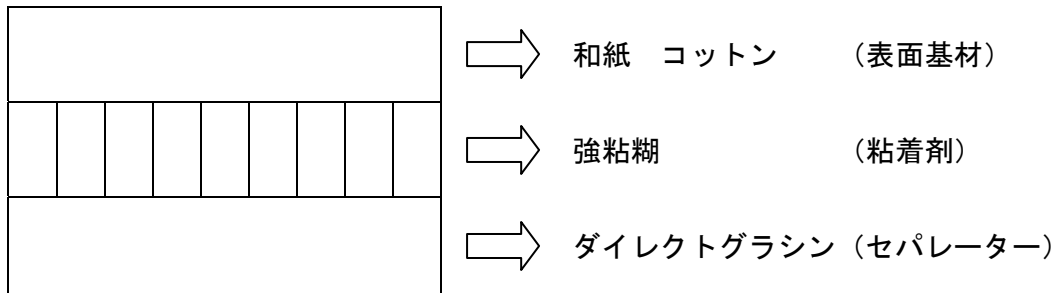 和紙　コットン　　（表面基材）
強粘糊　　　　　　（粘着剤）
ダイレクトグラシン（セパレーター）